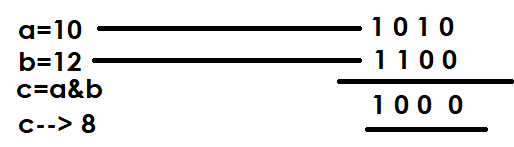 a=10 1 0 1 0
b=12 1 1 0 0
c=a&b
1 0 0 0
c--> 8